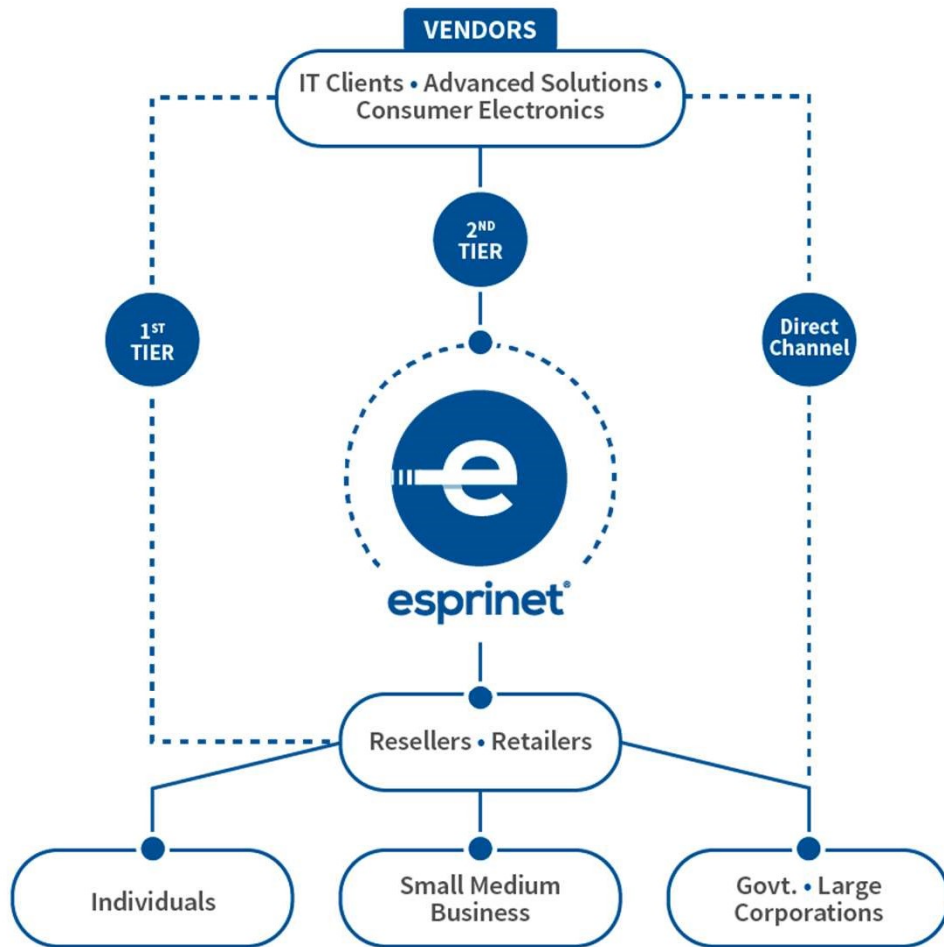 VENDORS
IT Clients • Advanced Solutions •
Consumer Electronics
2ND
TIER
1ST
TIER
Direct
Channel
e
esprinet®
Resellers • Retailers
Individuals
Small Medium
Business
Govt. • Large
Corporations